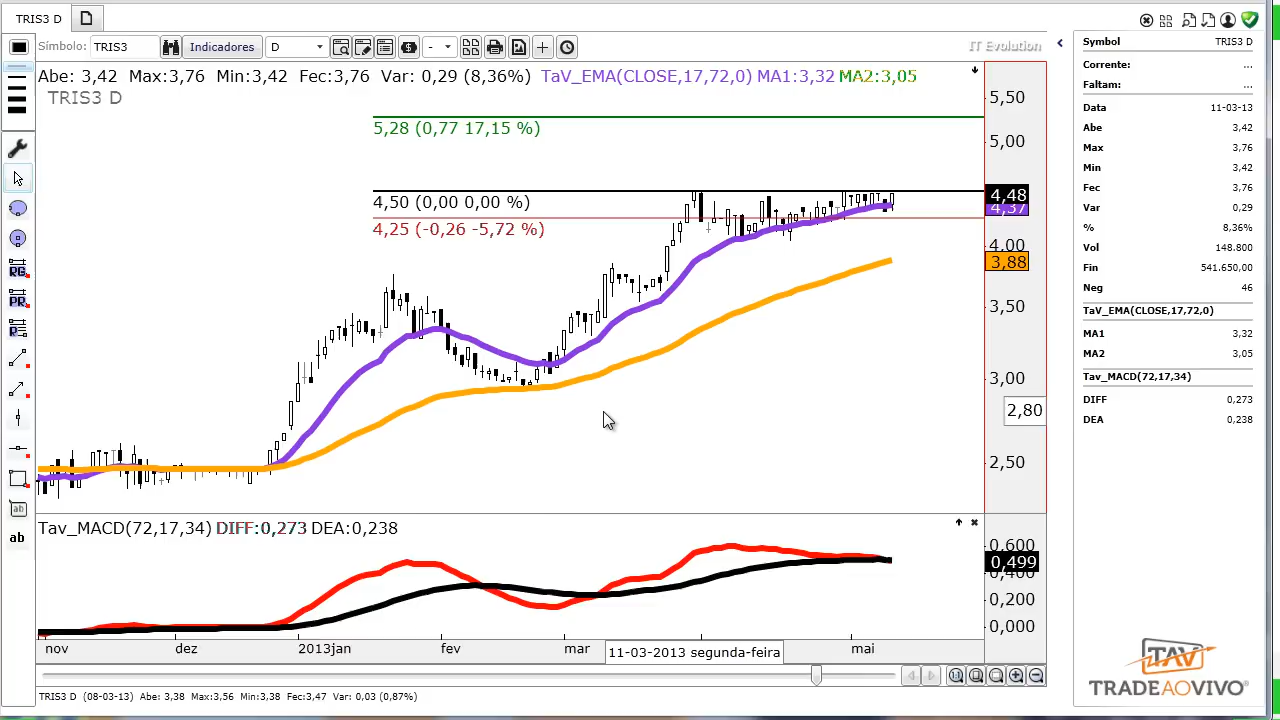 TRIS3 D
Símbolo: TRIS3 Indicadores D - IT Evolution
Abe: 3,42 Max:3,76 Min:3,42 Fec:3,76 Var: 0,29 (8,36%) TaV_EMA(CLOSE,17,72,0) MA1:3,32 MA2:3,05
TRIS3 D
5,28 (0,77 17,15 %)
4,50 (0,00 0,00 %)
4,25 (-0,26 -5,72 %)
5,50
5,00
4,48
4,37
4,00
3,88
3,50
3,00
2,80
2,50
RG
PR
R
ab
ab
Tav_MACD(72,17,34) DIFF:0,273 DEA:0,238
0,600
0,499
0,400
0,200
0,000
nov dez 2013jan fev mar 11-03-2013 segunda-feira mai
TRIS3 D (08-03-13) Abe: 3,38 Max:3,56 Min:3,38 Fec:3,47 Var: 0,03 (0,87%)
Symbol TRIS3 D
Corrente: ...
Faltam: ...
Data 11-03-13
Abe 3,42
Max 3,76
Min 3,42
Fec 3,76
Var 0,29
% 8,36%
Vol 148.800
Fin 541.650,00
Neg 46
TaV_EMA(CLOSE,17,72,0)
MA1 3,32
MA2 3,05
Tav_MACD(72,17,34)
DIFF 0,273
DEA 0,238
TAV
TRADEAOVIVO